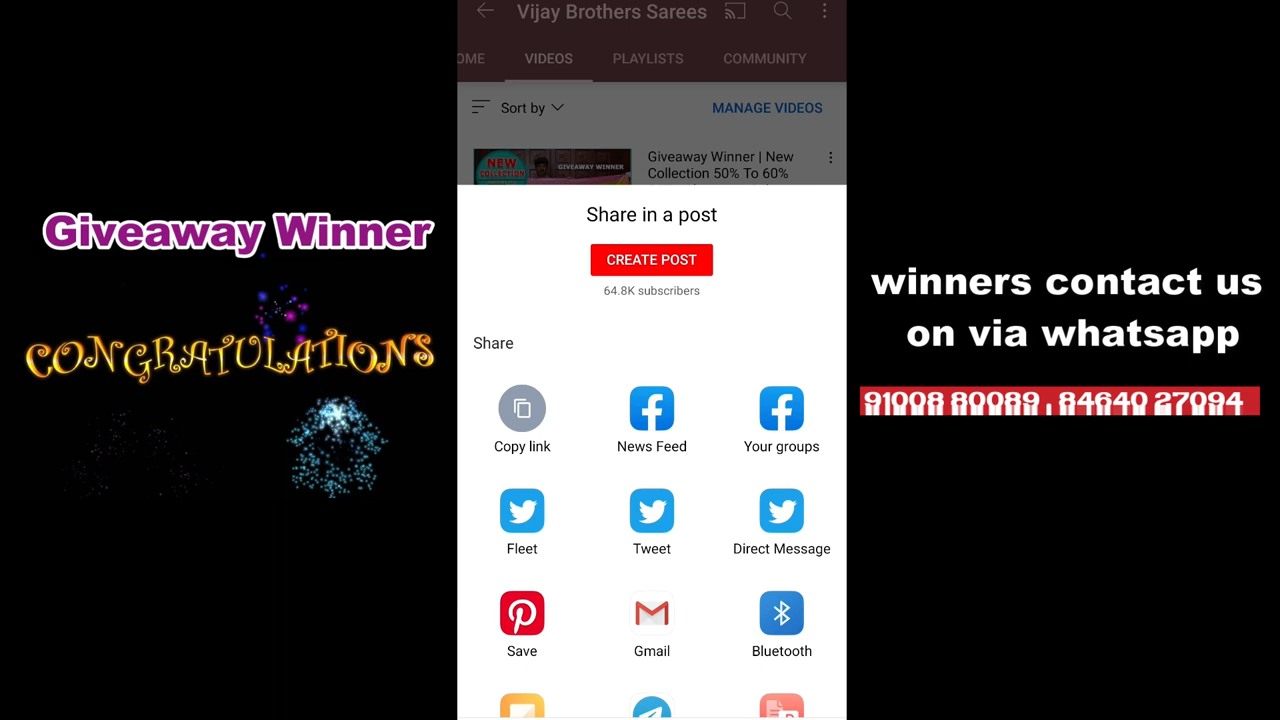 Vijay Brothers Sarees
OME
VIDEOS
PLAYLISTS
COMMUNITY
Sort by
MANAGE VIDEOS
NEW
COLLECTION
GIVEAWAY WINNER
Giveaway Winner | New
Collection 50% To 60%
Share in a post
CREATE POST
64.8K subscribers
Share
Copy link
News Feed
Your groups
Fleet
Tweet
Direct Message
Save
Gmail
Bluetooth
Giveaway Winner
CONGRATULATIONS
winners contact us
on via whatsapp
91008 80089 , 84640 27094